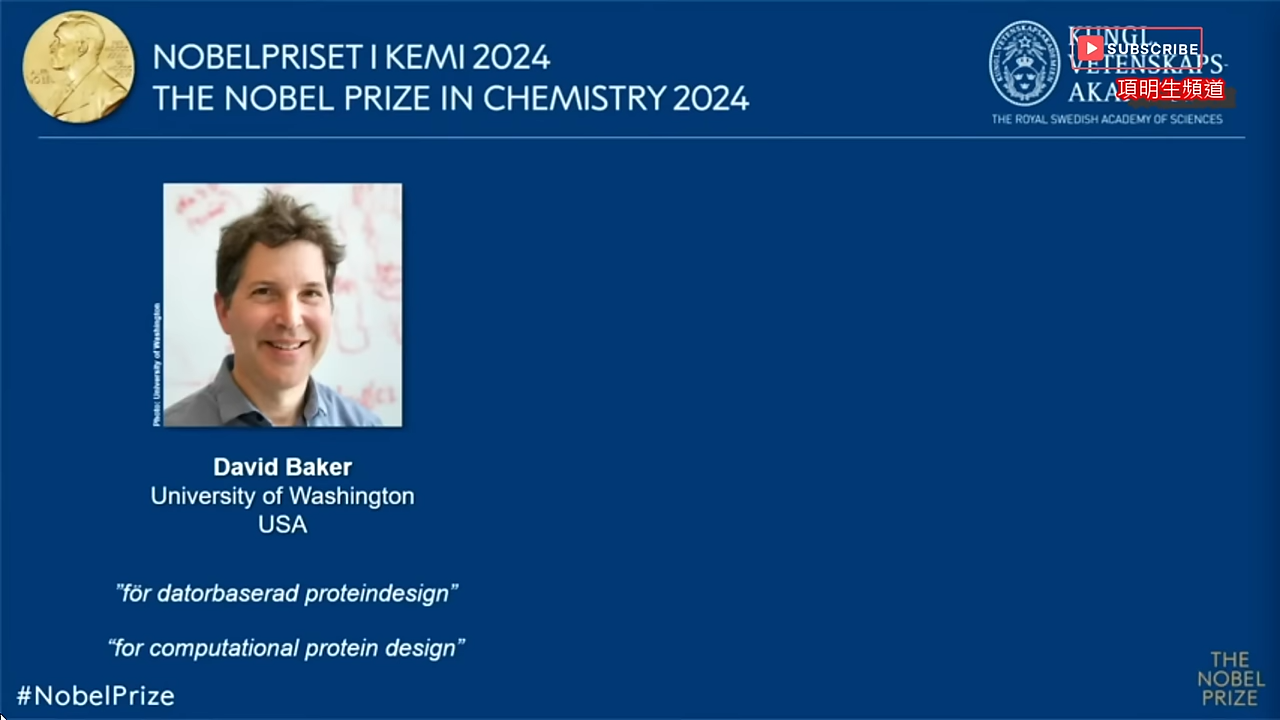 NOBELPRISET I KEMI 2024
THE NOBEL PRIZE IN CHEMISTRY 2024
KUNGL.
VETENSKAPS-
SUBSCRIBE
項明生頻道
THE ROYAL SWEDISH ACADEMY OF SCIENCES
Photo: University of Washington
David Baker
University of Washington
USA
”för datorbaserad proteindesign”
“for computational protein design”
#NobelPrize
THE
NOBEL
PRIZE